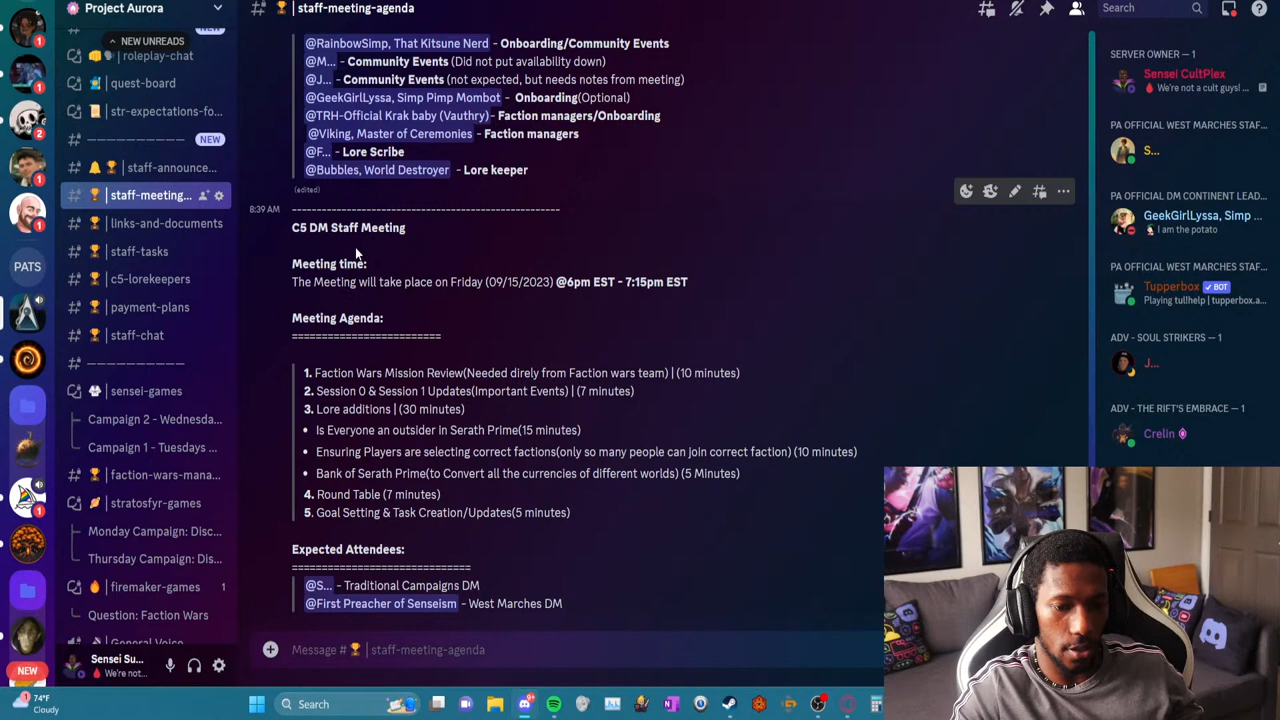 Project Aurora
NEW
NEW UNREADS
roleplay-chat
quest-board
str-expectations-fo...
NEW
staff-announce...
staff-meeting...
links-and-documents
staff-tasks
c5-lorekeepers
payment-plans
staff-chat
sensei-games
Campaign 2 - Wednesda...
Campaign 1 - Tuesdays ...
faction-wars-mana...
stratosfyr-games
Monday Campaign: Disc...
Thursday Campaign: Dis...
firemaker-games 1
Question: Faction Wars
General Voice
Sensei Su...
We're not...
1
1
2
1
1
PATS
1
NEW
| staff-meeting-agenda
Search
@RainbowSimp, That KItsune Nerd - Onboarding/Community Events
@M... - Community Events (Did not put availability down)
@J... - Community Events (not expected, but needs notes from meeting)
@GeekGirlLyssa, Simp Pimp Mombot - Onboarding(Optional)
@TRH-Official Krak baby (Vauthry) - Faction managers/Onboarding
@Viking, Master of Ceremonies - Faction managers
@F... - Lore Scribe
@Bubbles, World Destroyer - Lore keeper
(edited)
8:39 AM
-------------------------------------------------------
C5 DM Staff Meeting
Meeting time:
The Meeting will take place on Friday (09/15/2023) @6pm EST - 7:15pm EST
Meeting Agenda:
=========================
1. Faction Wars Mission Review(Needed direly from Faction wars team) | (10 minutes)
2. Session 0 & Session 1 Updates(Important Events) | (7 minutes)
3. Lore additions | (30 minutes)
• Is Everyone an outsider in Serath Prime(15 minutes)
• Ensuring Players are selecting correct factions(only so many people can join correct faction) (10 minutes)
• Bank of Serath Prime(to Convert all the currencies of different worlds) (5 Minutes)
4. Round Table (7 minutes)
5. Goal Setting & Task Creation/Updates(5 minutes)
Expected Attendees:
==============================
@S... - Traditional Campaigns DM
@First Preacher of Senseism - West Marches DM
Message # | staff-meeting-agenda
SERVER OWNER — 1
Sensei CultPlex
We're not a cult guys!...
PA OFFICIAL WEST MARCHES STAF...
S...
PA OFFICIAL DM CONTINENT LEAD...
GeekGirlLyssa, Simp ...
I am the potato
PA OFFICIAL WEST MARCHES STAF...
Tupperbox ✓ BOT
Playing tullhelp | tupperbox.a...
ADV - SOUL STRIKERS — 1
J...
ADV - THE RIFT'S EMBRACE — 1
Crelin
1
74°F
Cloudy
Search